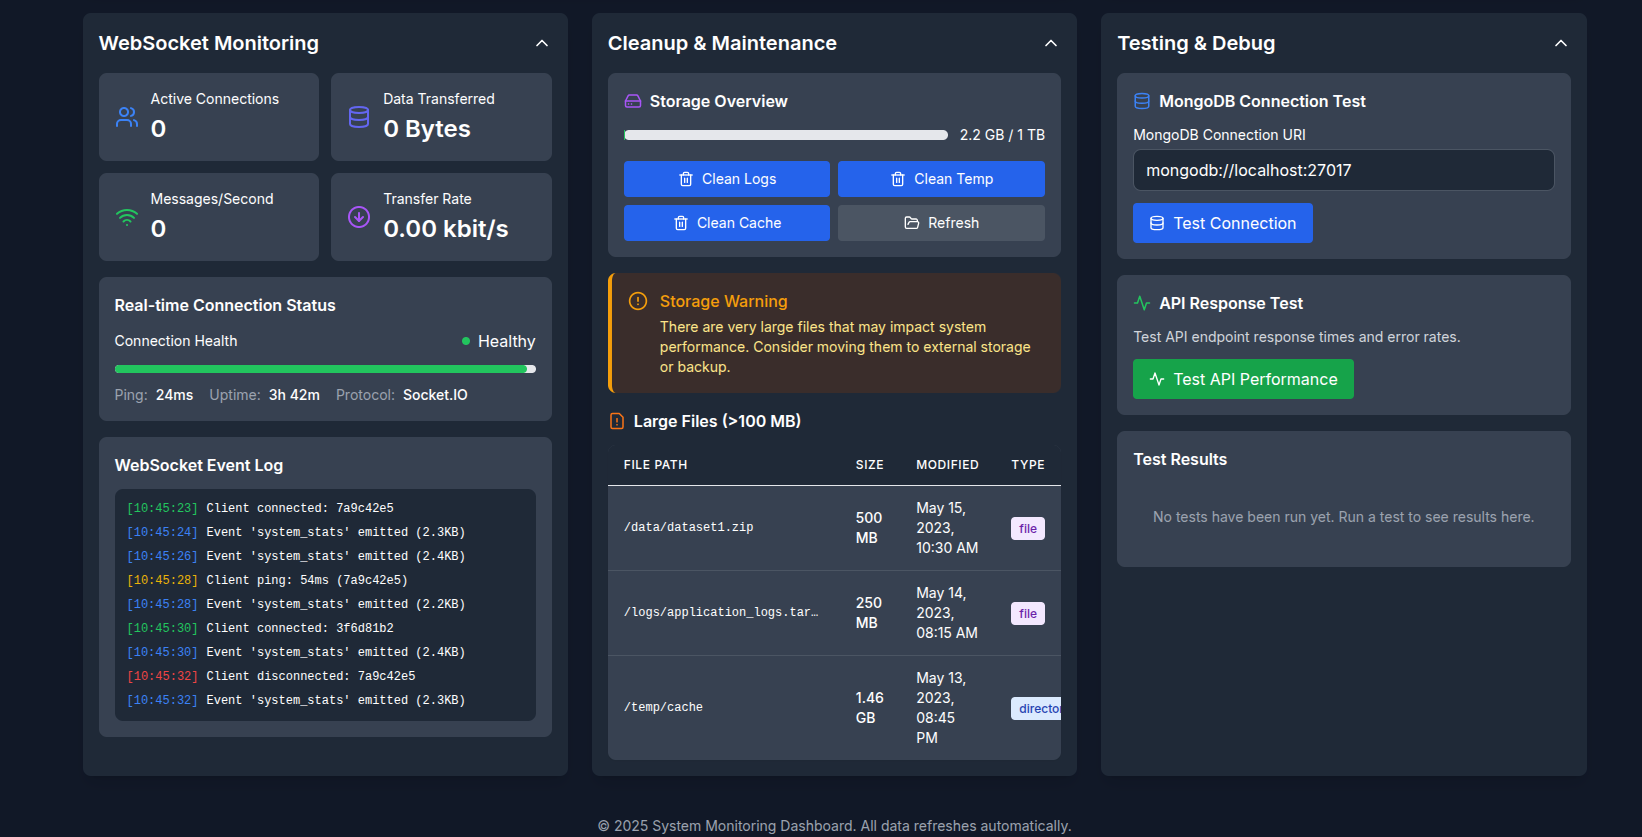 WebSocket Monitoring
Active Connections
0
Data Transferred
0 Bytes
Messages/Second
0
Transfer Rate
0.00 kbit/s
Real-time Connection Status
Connection Health
Healthy
Ping: 24ms Uptime: 3h 42m Protocol: Socket.IO
WebSocket Event Log
[10:45:23] Client connected: 7a9c42e5
[10:45:24] Event 'system_stats' emitted (2.3KB)
[10:45:26] Event 'system_stats' emitted (2.4KB)
[10:45:28] Client ping: 54ms (7a9c42e5)
[10:45:28] Event 'system_stats' emitted (2.2KB)
[10:45:30] Client connected: 3f6d81b2
[10:45:30] Event 'system_stats' emitted (2.4KB)
[10:45:32] Client disconnected: 7a9c42e5
[10:45:32] Event 'system_stats' emitted (2.3KB)
Cleanup & Maintenance
Storage Overview
2.2 GB / 1 TB
Clean Logs
Clean Temp
Clean Cache
Refresh
Storage Warning
There are very large files that may impact system
performance. Consider moving them to external storage
or backup.
Large Files (>100 MB)
FILE PATH SIZE MODIFIED TYPE
/data/dataset1.zip
500
MB
May 15,
2023,
10:30 AM
file
/logs/application_logs.tar…
250
MB
May 14,
2023,
08:15 AM
file
/temp/cache
1.46
GB
May 13,
2023,
08:45
PM
director
Testing & Debug
MongoDB Connection Test
MongoDB Connection URI
mongodb://localhost:27017
Test Connection
API Response Test
Test API endpoint response times and error rates.
Test API Performance
Test Results
No tests have been run yet. Run a test to see results here.
© 2025 System Monitoring Dashboard. All data refreshes automatically.